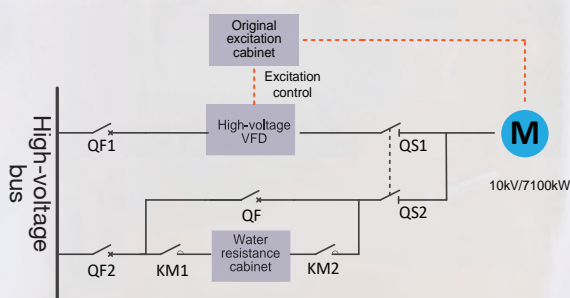 Original
excitation
cabinet
Excitation
control
High-voltage
bus
QF1
High-voltage
VFD
QS1
M
10kV/7100kW
QF
QS2
QF2
KM1
Water
resistance
cabinet
KM2